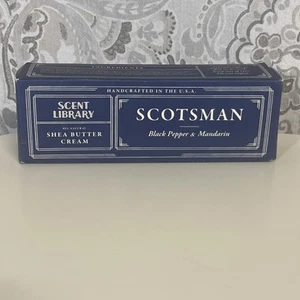 HANDCRAFTED IN THE U.S.A.
SCENT
LIBRARY
SHEA BUTTER
CREAM
SCOTSMAN
Black Pepper & Mandarin